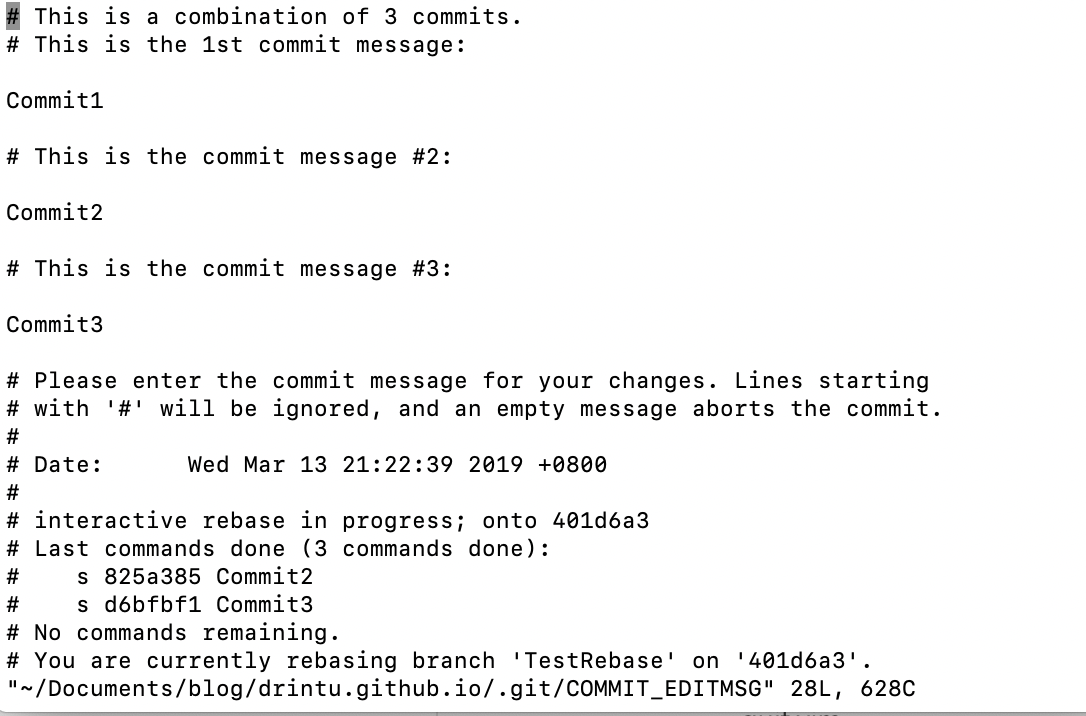 # This is a combination of 3 commits.
# This is the 1st commit message:
Commit1
# This is the commit message #2:
Commit2
# This is the commit message #3:
Commit3
# Please enter the commit message for your changes. Lines starting
# with '#' will be ignored, and an empty message aborts the commit.
#
# Date:      Wed Mar 13 21:22:39 2019 +0800
#
# interactive rebase in progress; onto 401d6a3
# Last commands done (3 commands done):
#    s 825a385 Commit2
#    s d6bfbf1 Commit3
# No commands remaining.
# You are currently rebasing branch 'TestRebase' on '401d6a3'.
"~/Documents/blog/drintu.github.io/.git/COMMIT_EDITMSG" 28L, 628C